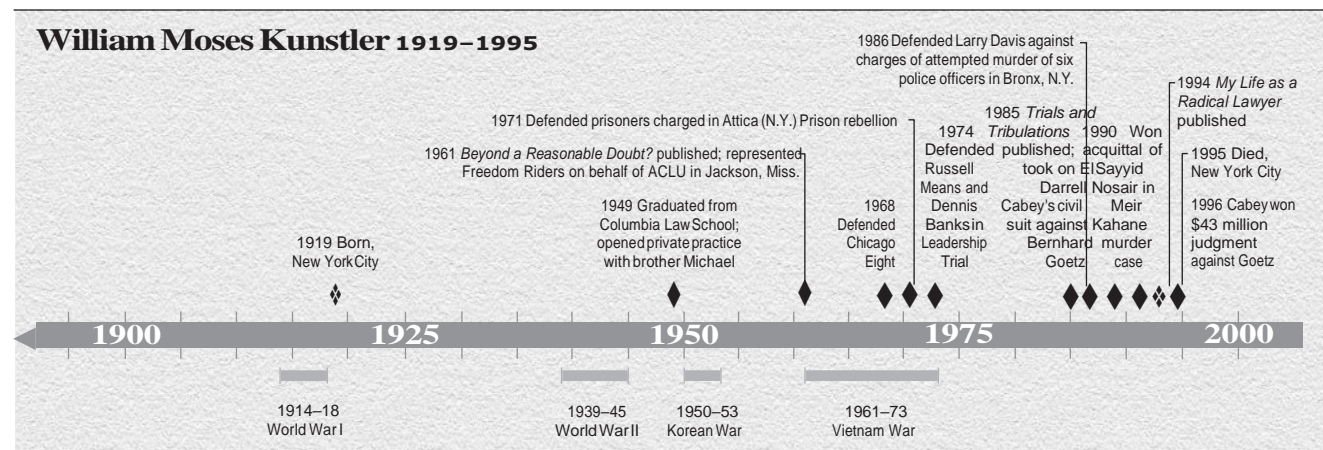 William Moses Kunstler 1919–1995
1919 Born,
New York City
1949 Graduated from
Columbia Law School;
opened private practice
with brother Michael
1961 Beyond a Reasonable Doubt? published; represented
Freedom Riders on behalf of ACLU in Jackson, Miss.
1968
Defended
Chicago
Eight
1971 Defended prisoners charged in Attica (N.Y.) Prison rebellion
1974
Defended
Russell
Means and
Dennis
Banks in
Leadership
Trial
1985 Trials and
Tribulations
published;
took on
Darrell
Cabey's civil
suit against
Bernhard
Goetz
1986 Defended Larry Davis against
charges of attempted murder of six
police officers in Bronx, N.Y.
1990 Won
acquittal of
El Sayyid
Nosair in
Meir
Kahane
murder
case
1994 My Life as a
Radical Lawyer
published
1995 Died,
New York City
1996 Cabey won
$43 million
judgment
against Goetz
1900 1925 1950 1975 2000
1914–18
World War I
1939–45
World War II
1950–53
Korean War
1961–73
Vietnam War